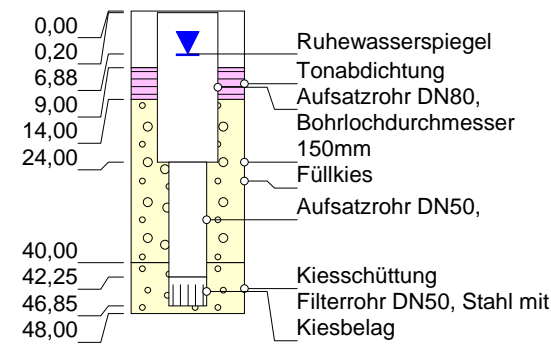 0,00
0,20
6,88
9,00
14,00
24,00
40,00
42,25
46,85
48,00
Ruhewasserspiegel
Tonabdichtung
Aufsatzrohr DN80,
Bohrlochdurchmesser
150mm
Füllkies
Aufsatzrohr DN50,
Kiesschüttung
Filterrohr DN50, Stahl mit
Kiesbelag